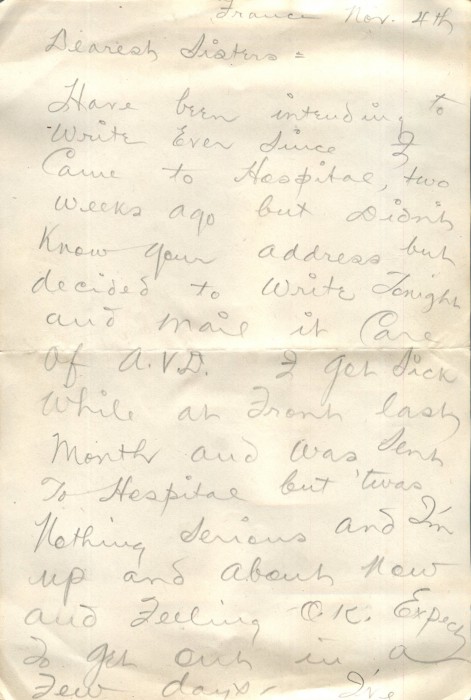 France Nov. 4th
Dearest Sisters =
Have been intending to
Write Ever Since I
Came to Hospital, two
weeks ago but Didn't
Know your address but
decided to Write Tonight
and mail it Care
of A.V.D. I get Sick
While at Front last
Month and was Sent
To Hospital but 'twas
Nothing Serious and I'm
up and about Now
and Feeling O.K. Expect
To get out in a
Few days. I've